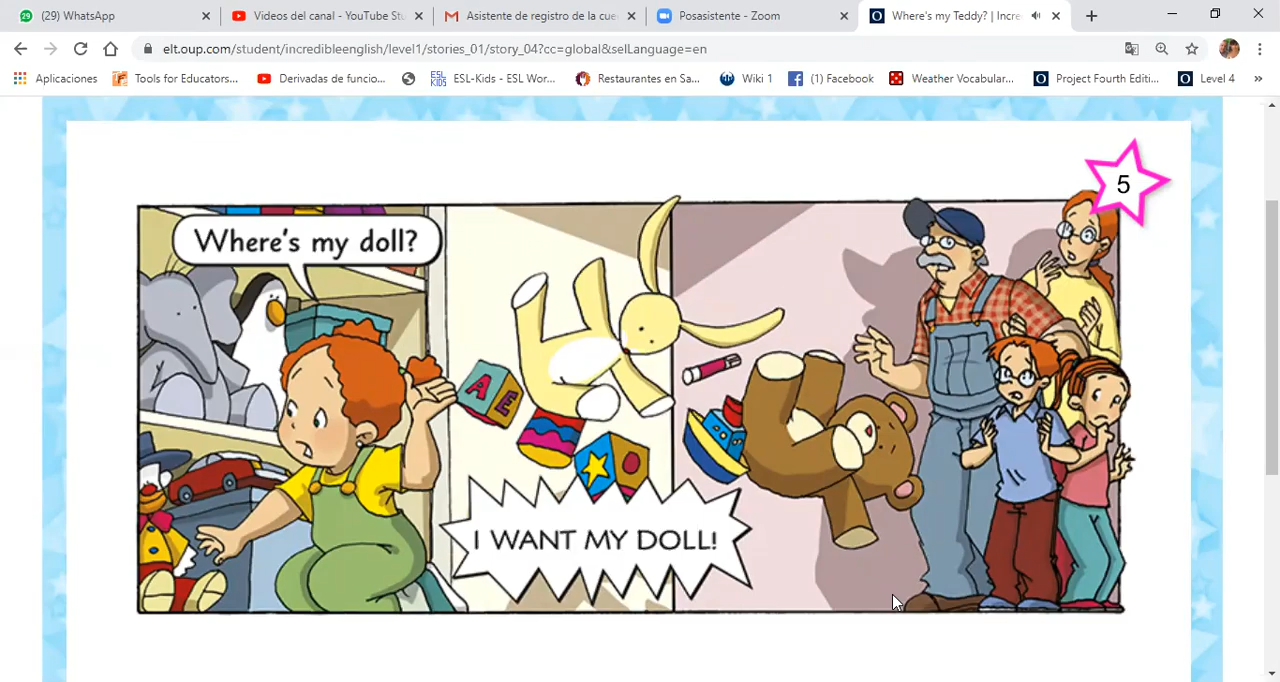 (29) WhatsApp
Videos del canal - YouTube Stu
Asistente de registro de la cue
Posasistente - Zoom
Where's my Teddy? | Incre
elt.oup.com/student/incredibleenglish/level1/stories_01/story_04?cc=global&selLanguage=en
Aplicaciones
Tools for Educators...
Derivadas de funcio...
ESL-Kids - ESL Wor...
Restaurantes en Sa...
Wiki 1
(1) Facebook
Weather Vocabular...
Project Fourth Editi...
Level 4
5
Where's my doll?
A
E
I WANT MY DOLL!